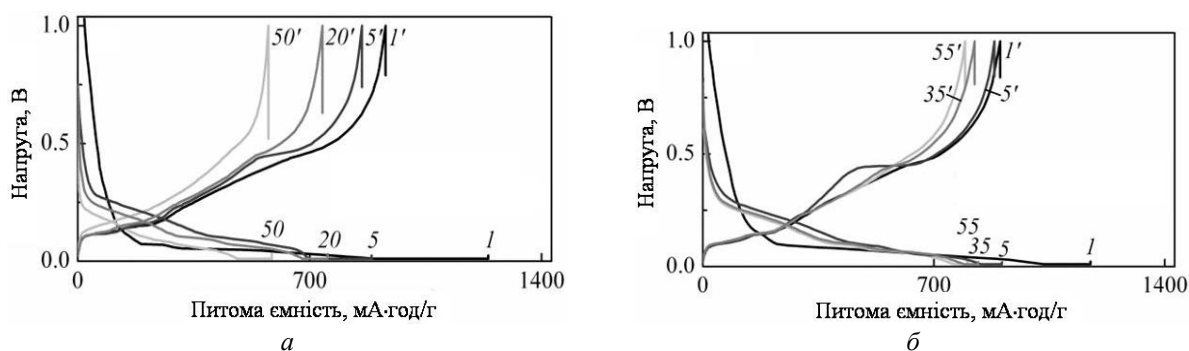 1.0
50' 20' 5' 1'
Напруга, В
0.5
50 20 5 1
0.0
0 700 1400
Питома ємність, мА·год/г
а
1.0
55' 1'
35' 5'
Напруга, В
0.5
55
35 5 1
0.0
0 700 1400
Питома ємність, мА·год/г
б